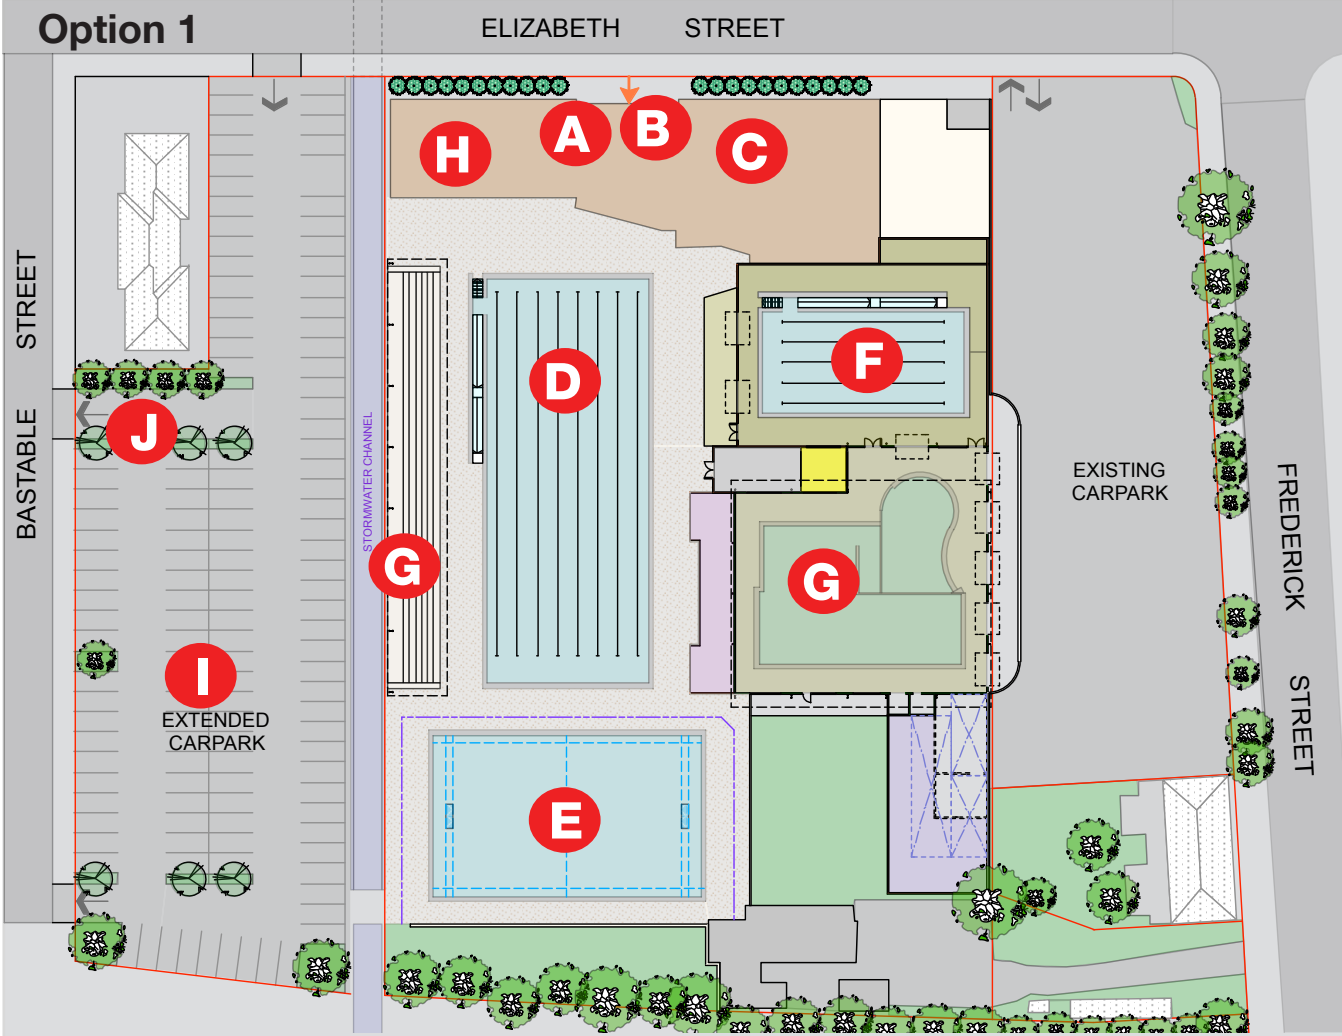 Option 1
ELIZABETH STREET
A
B
C
H
BASTABLE STREET
D
F
J
STORMWATER CHANNEL
EXISTING
CARPARK
FREDERICK STREET
G
G
I
EXTENDED
CARPARK
E